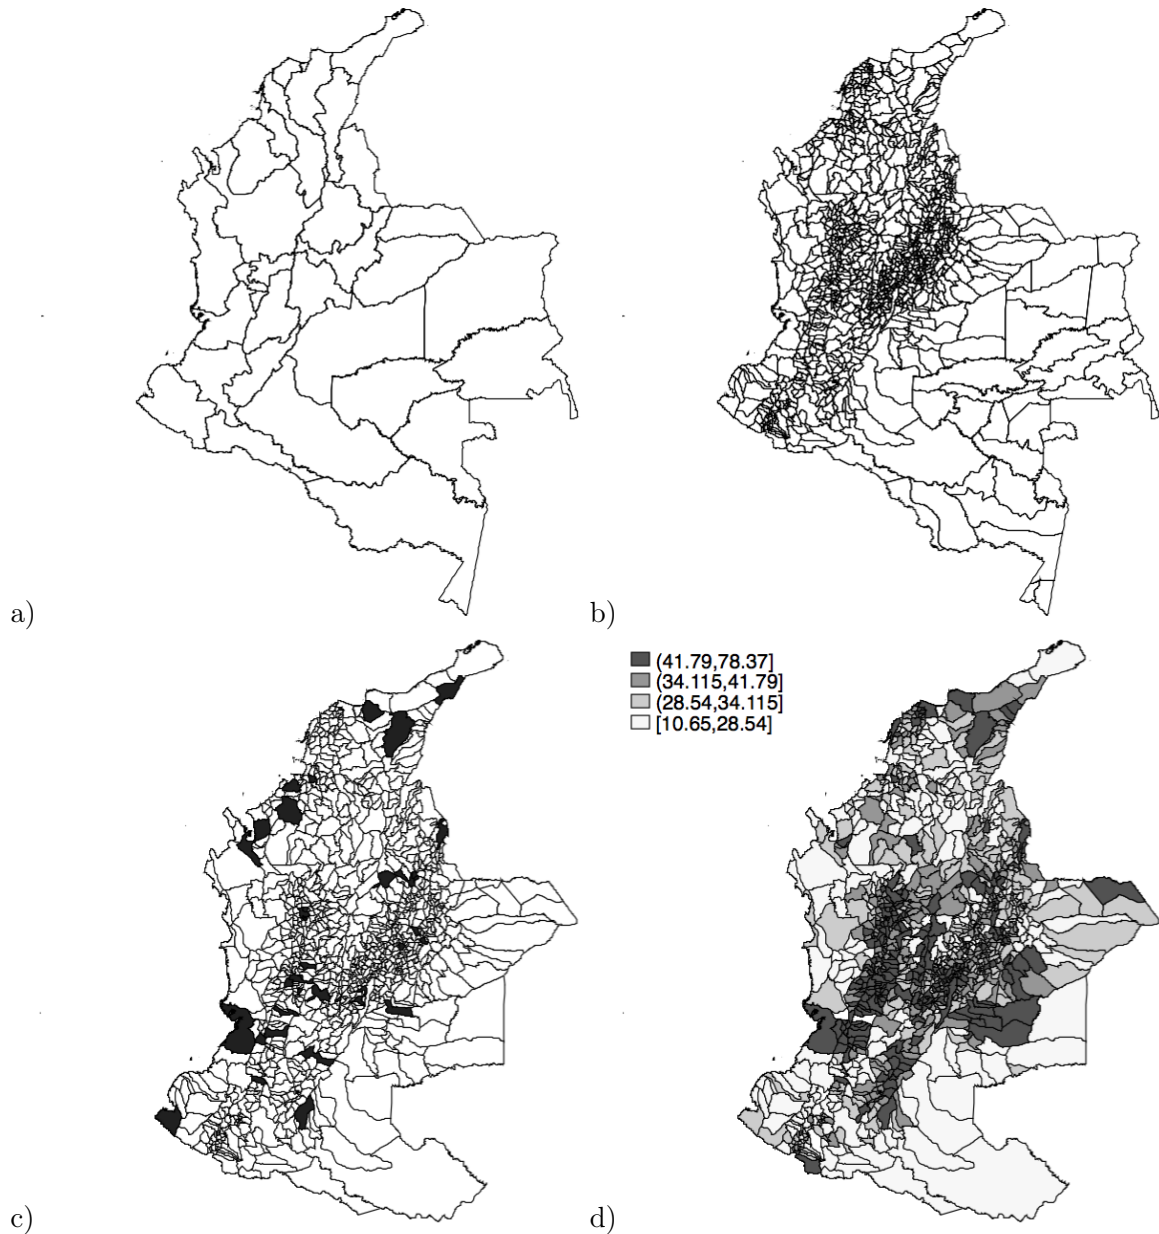 a)
b)
(41.79,78.37]
(34.115,41.79]
(28.54,34.115]
[10.65,28.54]
c)
d)